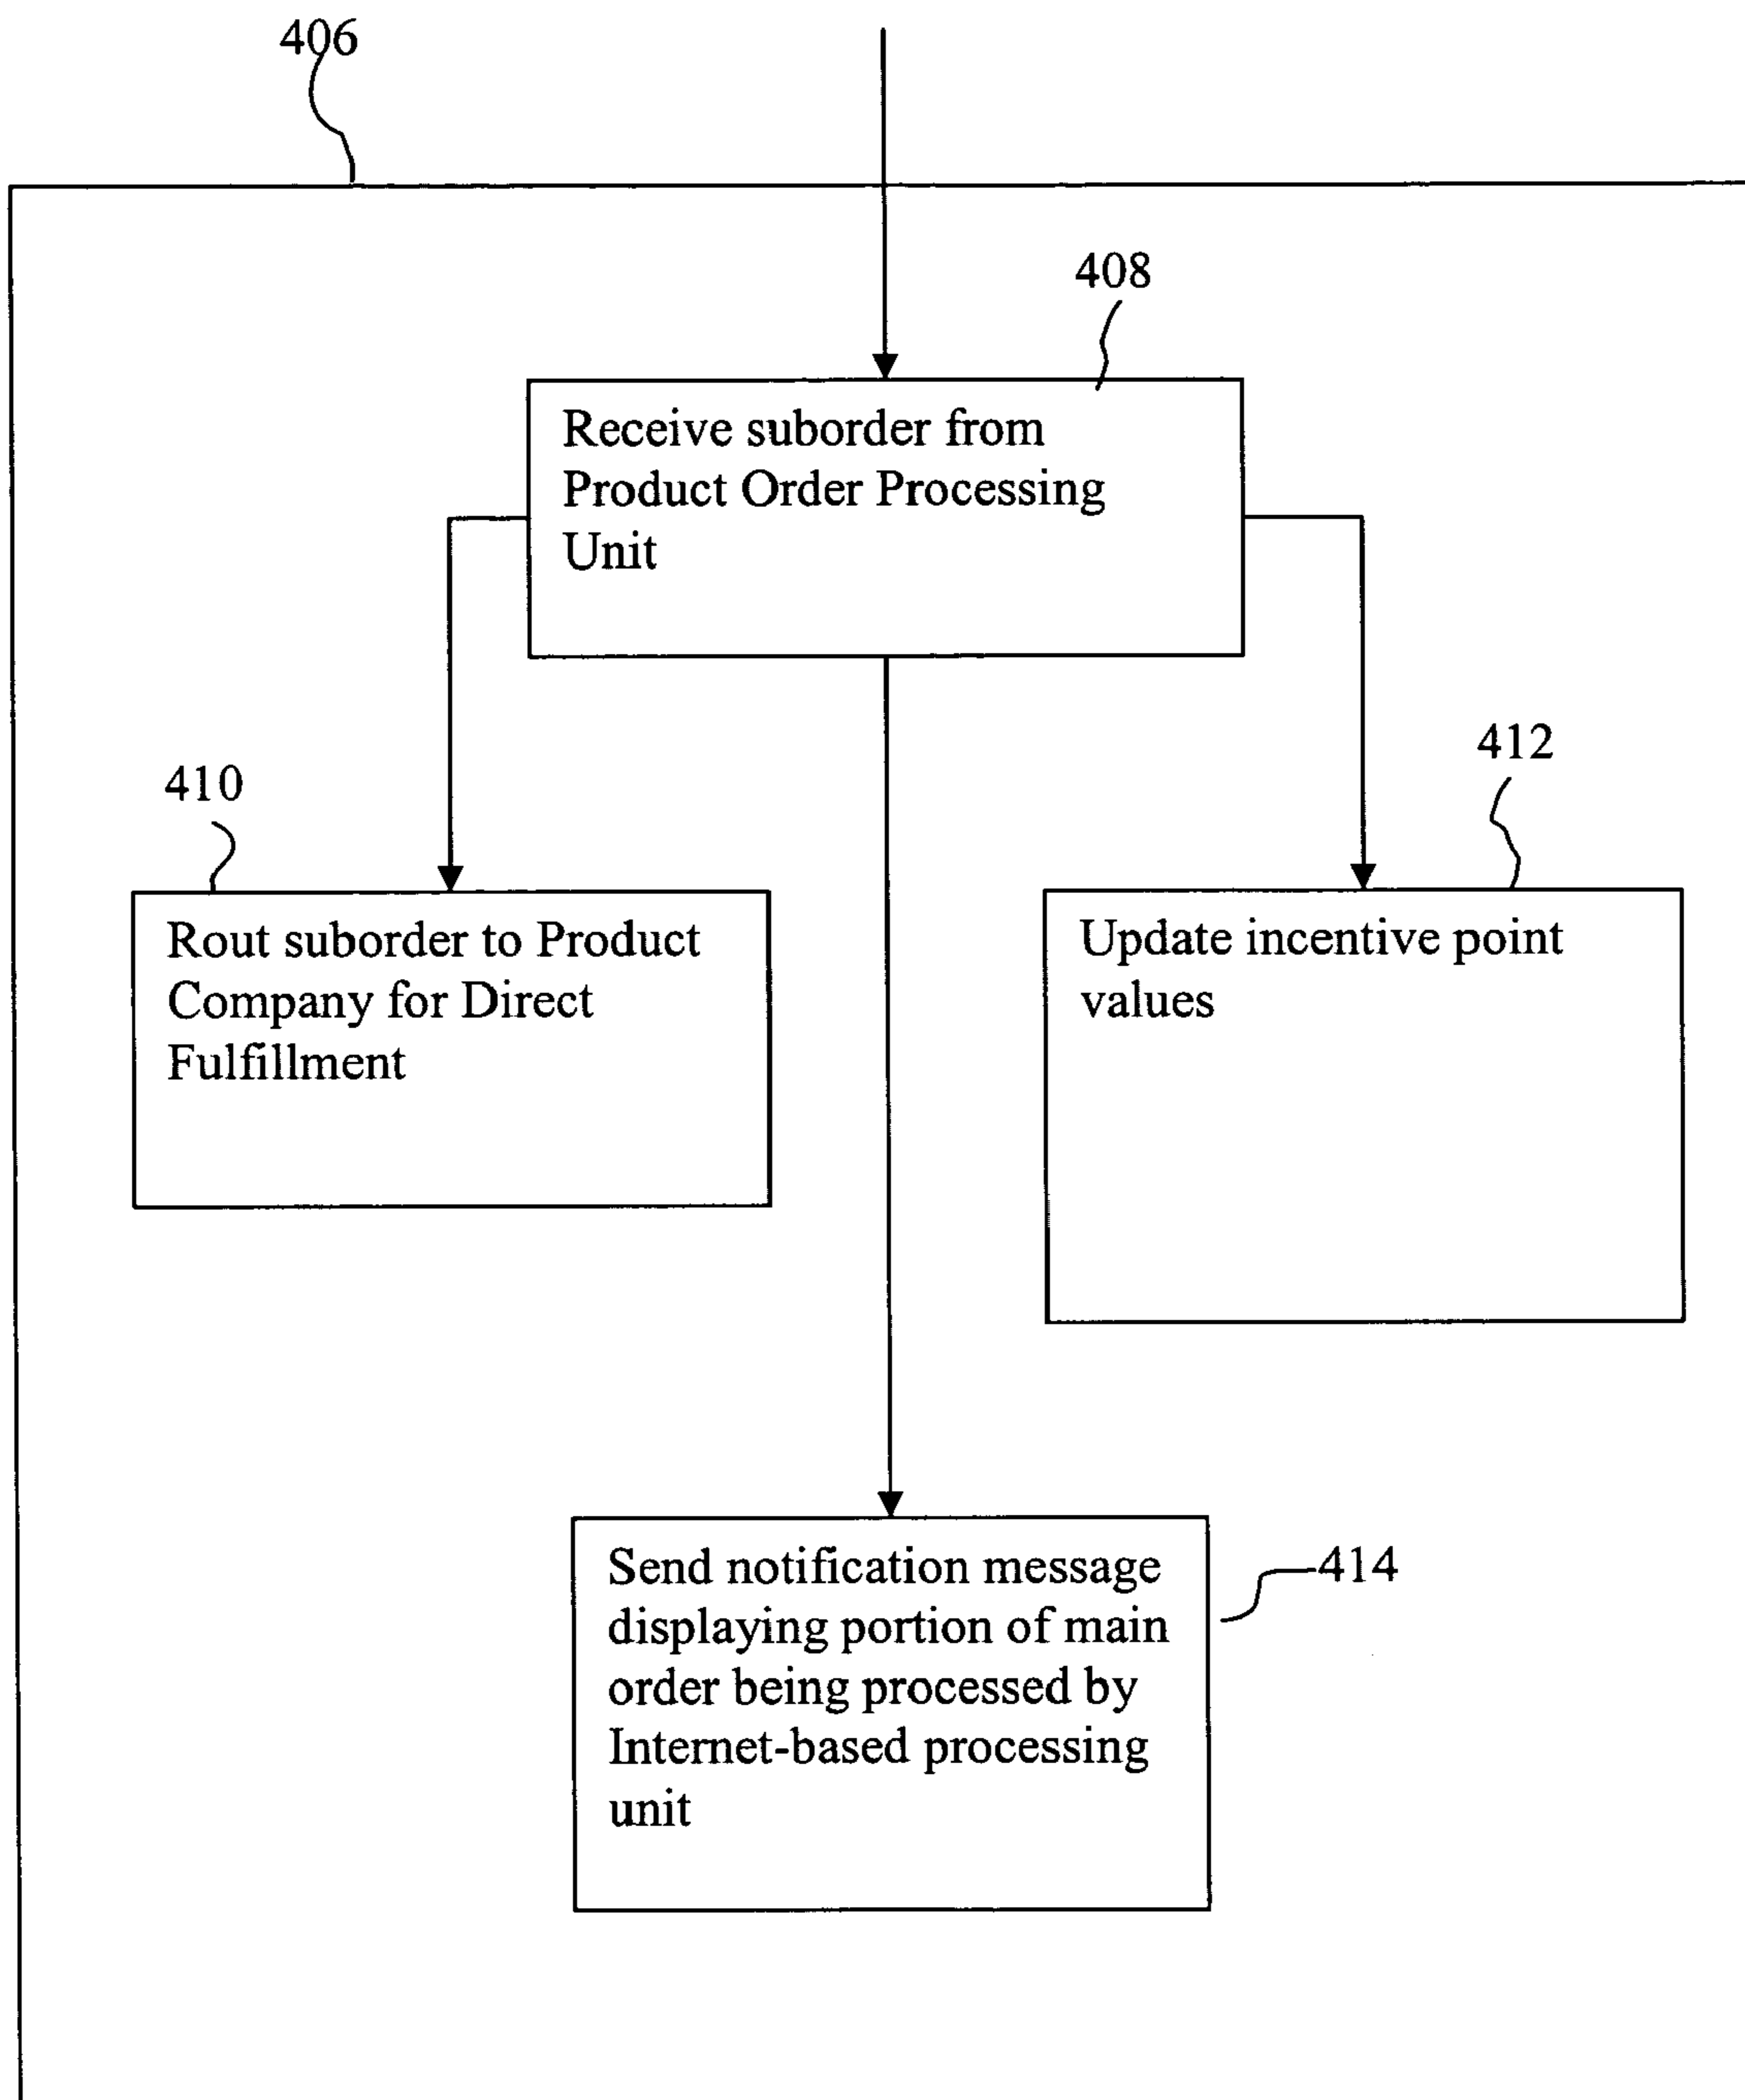 406
408
Receive suborder from
Product Order Processing
Unit
410
412
Rout suborder to Product
Company for Direct
Fulfillment
Update incentive point
values
Send notification message
displaying portion of main
order being processed by
Internet-based processing
unit
414